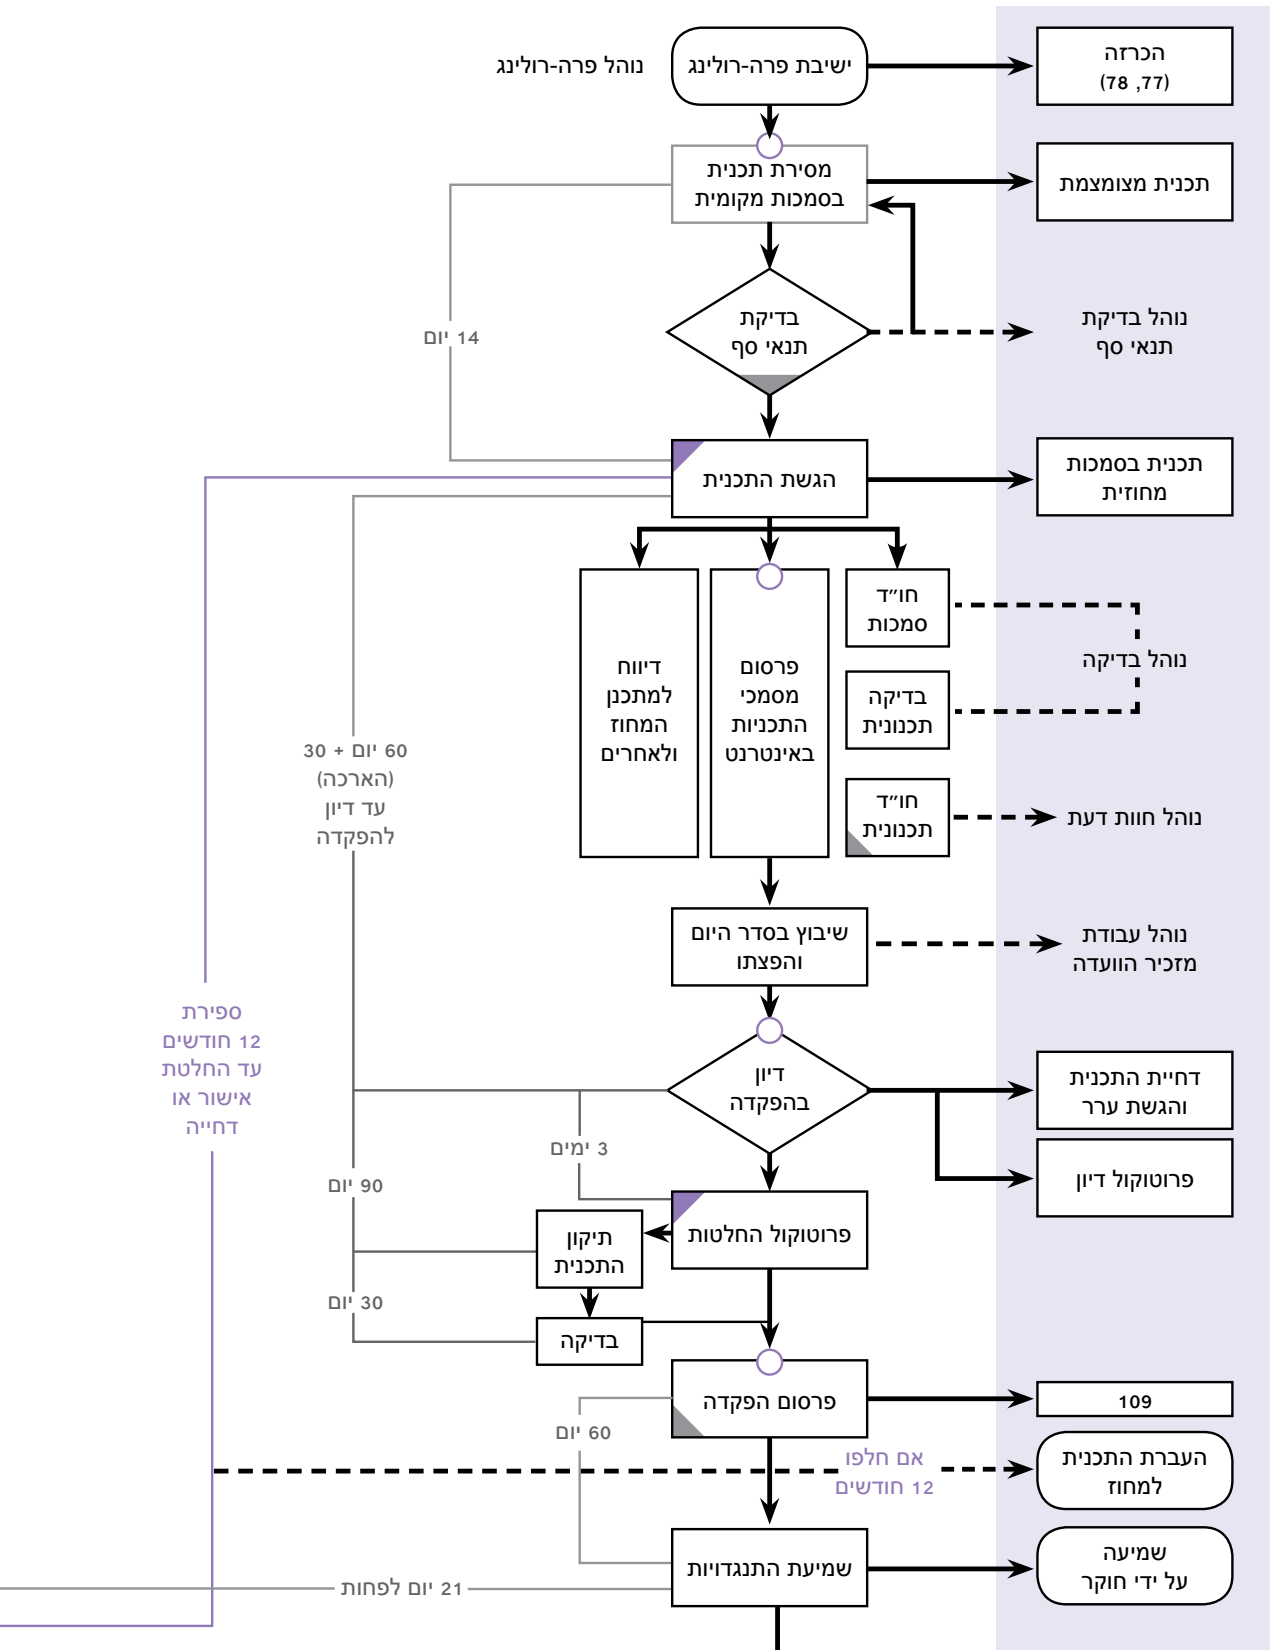 הכרזה
(77, 78)
ישיבת פרה-רולינג
נוהל פרה-רולינג
תכנית מצומצמת
מסירת תכנית
בסמכות מקומית
נוהל בדיקת
תנאי סף
בדיקת
תנאי סף
14 יום
תכנית בסמכות
מחוזית
הגשת התכנית
חו״ד
סמכות
נוהל בדיקה
בדיקה
תכנונית
חו״ד
תכנונית
נוהל חוות דעת
פרסום
מסמכי
התכניות
באינטרנט
דיווח
למתכנן
המחוז
ולאחרים
60 יום + 30
(הארכה)
עד דיון
להפקדה
נוהל עבודת
מזכיר הוועדה
שיבוץ בסדר היום
והפצתו
ספירת
12 חודשים
עד החלטת
אישור או
דחייה
דחיית התכנית
והגשת ערר
דיון
בהפקדה
3 ימים
פרוטוקול דיון
פרוטוקול החלטות
תיקון
התכנית
90 יום
בדיקה
30 יום
109
פרסום הפקדה
60 יום
העברת התכנית
למחוז
אם חלפו
12 חודשים
שמיעה
על ידי חוקר
שמיעת התנגדויות
21 יום לפחות